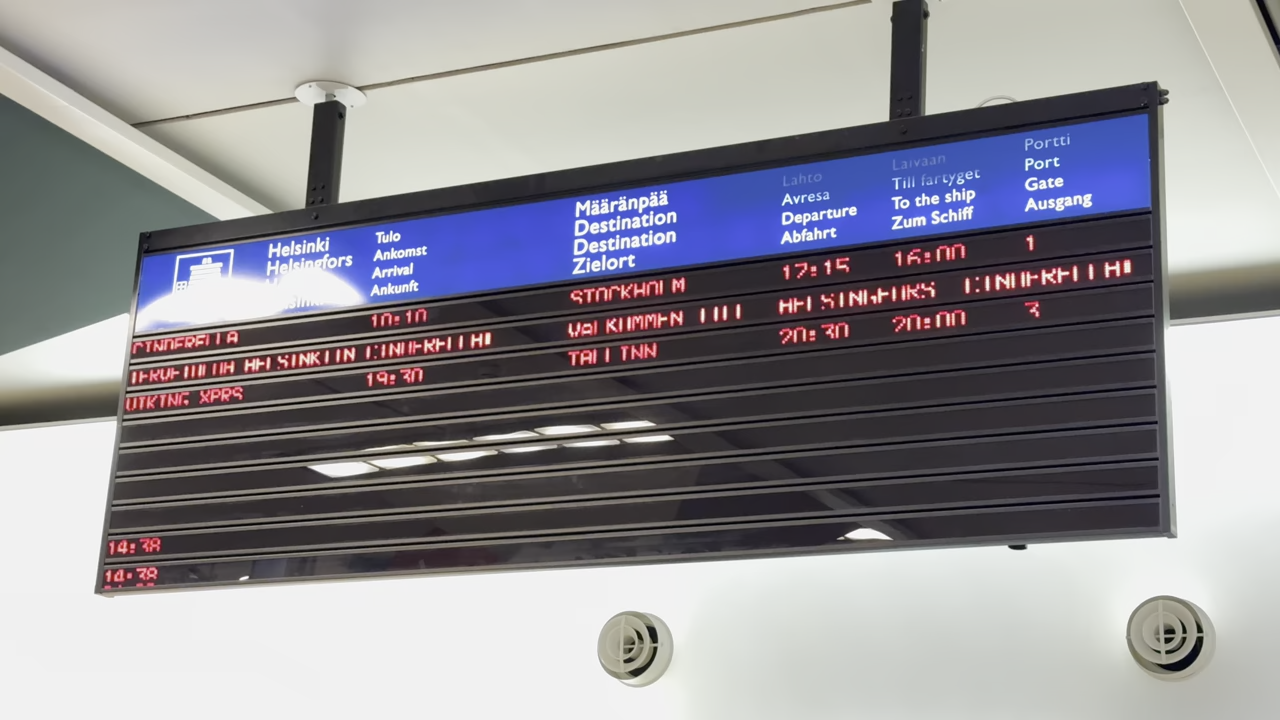 Helsinki
Helsingfors
Tulo
Ankomst
Arrival
Ankunft
Määränpää
Destination
Destination
Zielort
Lähtö
Avresa
Departure
Abfahrt
Laivaan
Till fartyget
To the ship
Zum Schiff
Portti
Port
Gate
Ausgang
CINDERELLA 10:10 STOCKHOLM 17:15 16:00 1
HELSINKIIN CINDERELLA VALKOMMEN TILL HELSINGFORS CINDERELLA
VIKING XPRS 19:30 TALLINN 20:30 20:00 3
14:38
14:38